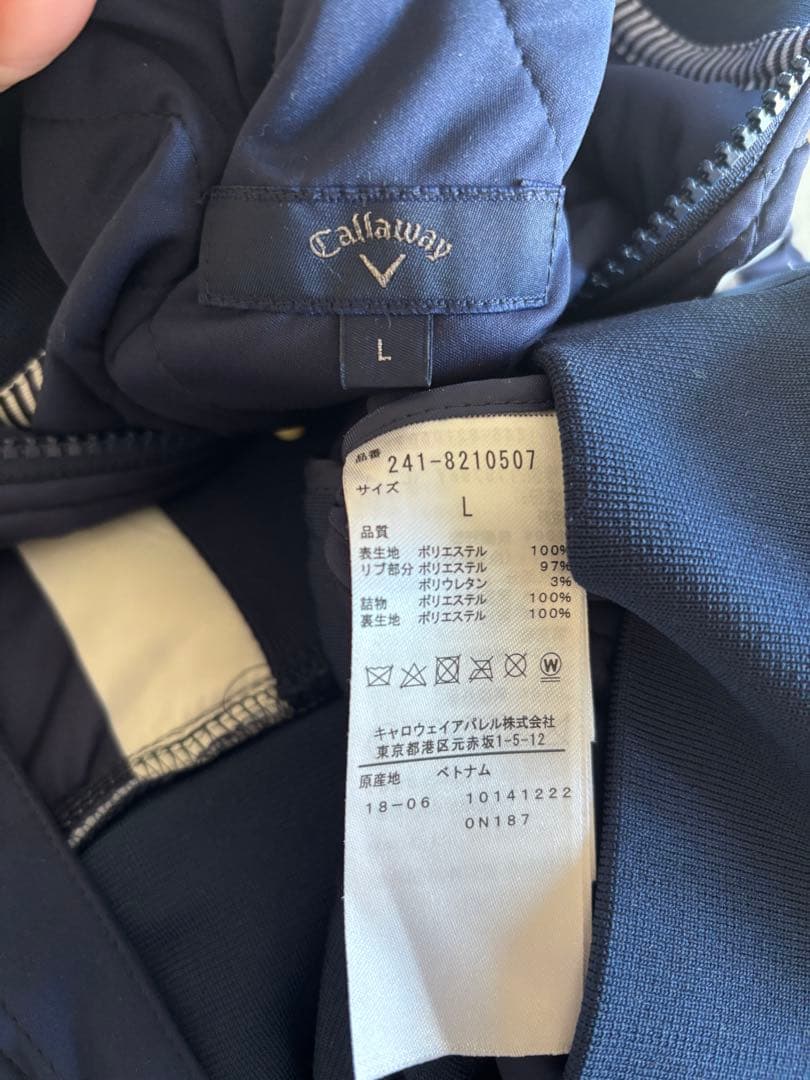 Callaway
L
品番 241-8210507
サイズ
L
品質
表生地 ポリエステル 100%
リブ部分 ポリエステル 97%
ポリウレタン 3%
詰物 ポリエステル 100%
裏生地 ポリエステル 100%
W
キャロウェイアパレル株式会社
東京都港区元赤坂1-5-12
原産地 ベトナム
18-06 10141222
0N187